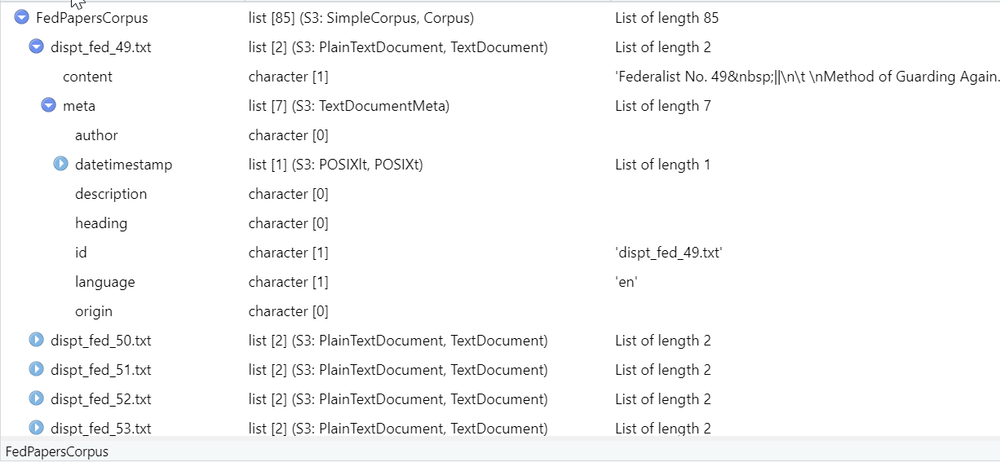 FedPapersCorpus list [85] (S3: SimpleCorpus, Corpus) List of length 85
dispt_fed_49.txt list [2] (S3: PlainTextDocument, TextDocument) List of length 2
content character [1] 'Federalist No. 49&nbsp;||\n\t \nMethod of Guarding Again.
meta list [7] (S3: TextDocumentMeta) List of length 7
author character [0]
datetimestamp list [1] (S3: POSIXlt, POSIXt) List of length 1
description character [0]
heading character [0]
id character [1] 'dispt_fed_49.txt'
language character [1] 'en'
origin character [0]
dispt_fed_50.txt list [2] (S3: PlainTextDocument, TextDocument) List of length 2
dispt_fed_51.txt list [2] (S3: PlainTextDocument, TextDocument) List of length 2
dispt_fed_52.txt list [2] (S3: PlainTextDocument, TextDocument) List of length 2
dispt_fed_53.txt list [2] (S3: PlainTextDocument, TextDocument) List of length 2
FedPapersCorpus